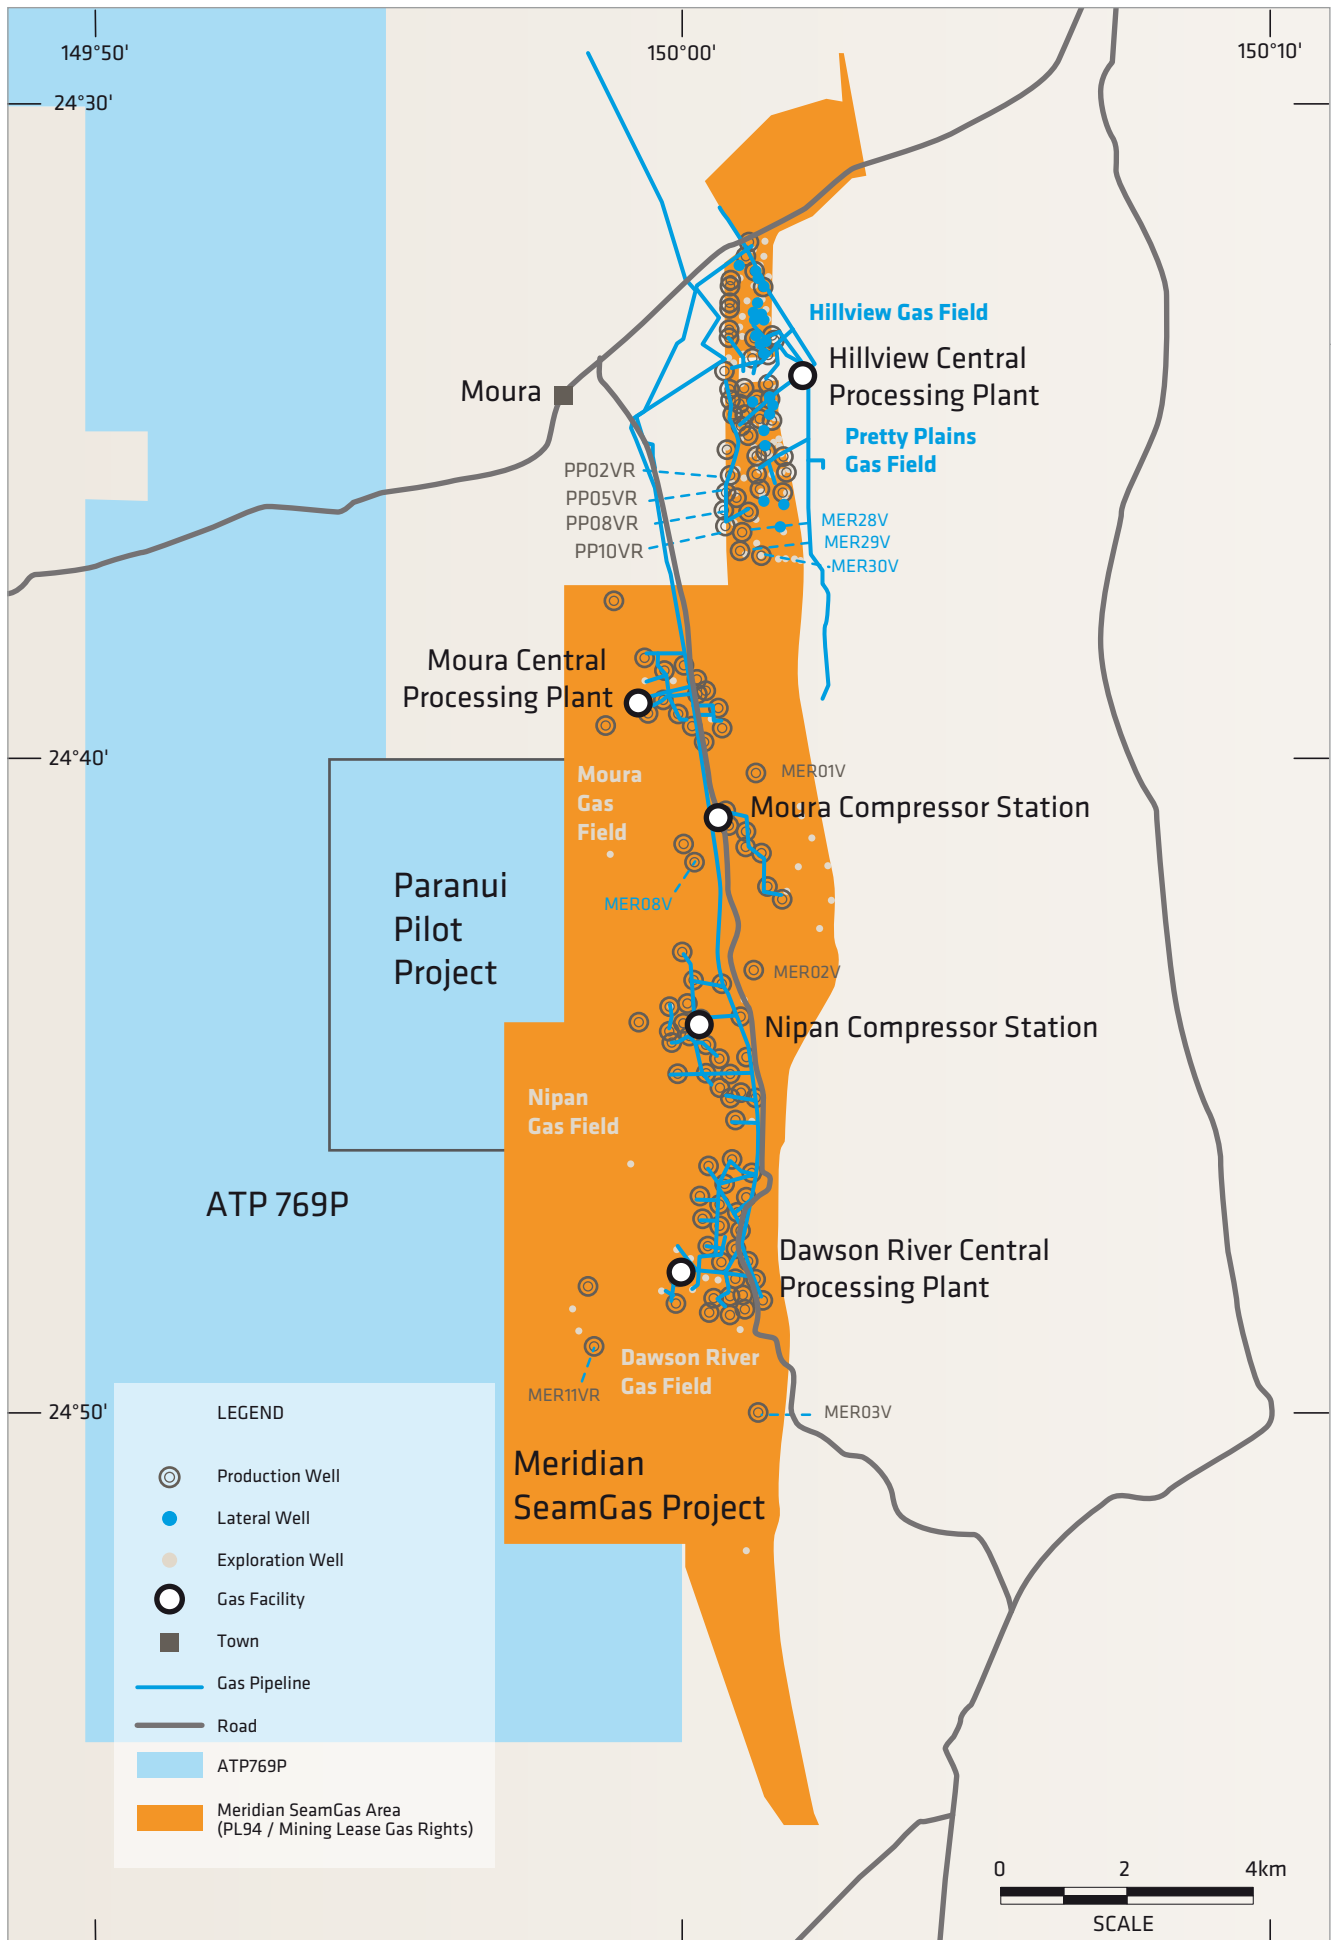 149°50'
150°00'
150°10'
24°30'
Hillview Gas Field
Hillview Central
Processing Plant
Moura
Pretty Plains
Gas Field
PP02VR
PP05VR
PP08VR
PP10VR
MER28V
MER29V
MER30V
Moura Central
Processing Plant
24°40'
Moura
Gas
Field
MER01V
Moura Compressor Station
Paranui
Pilot
Project
MER08V
MER02V
Nipan Compressor Station
Nipan
Gas Field
ATP 769P
Dawson River Central
Processing Plant
Dawson River
Gas Field
MER11VR
MER03V
24°50'
Meridian
SeamGas Project
LEGEND
Production Well
Lateral Well
Exploration Well
Gas Facility
Town
Gas Pipeline
Road
ATP769P
Meridian SeamGas Area
(PL94 / Mining Lease Gas Rights)
0 2 4km
SCALE